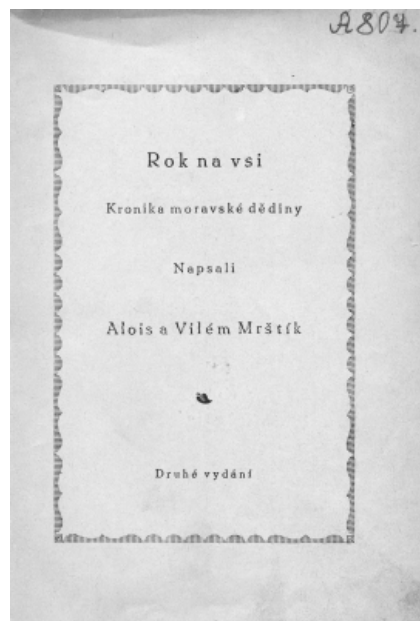 A807.
Rok na vsi
Kronika moravské dědiny
Napsali
Alois a Vilém Mrštík
Druhé vydání